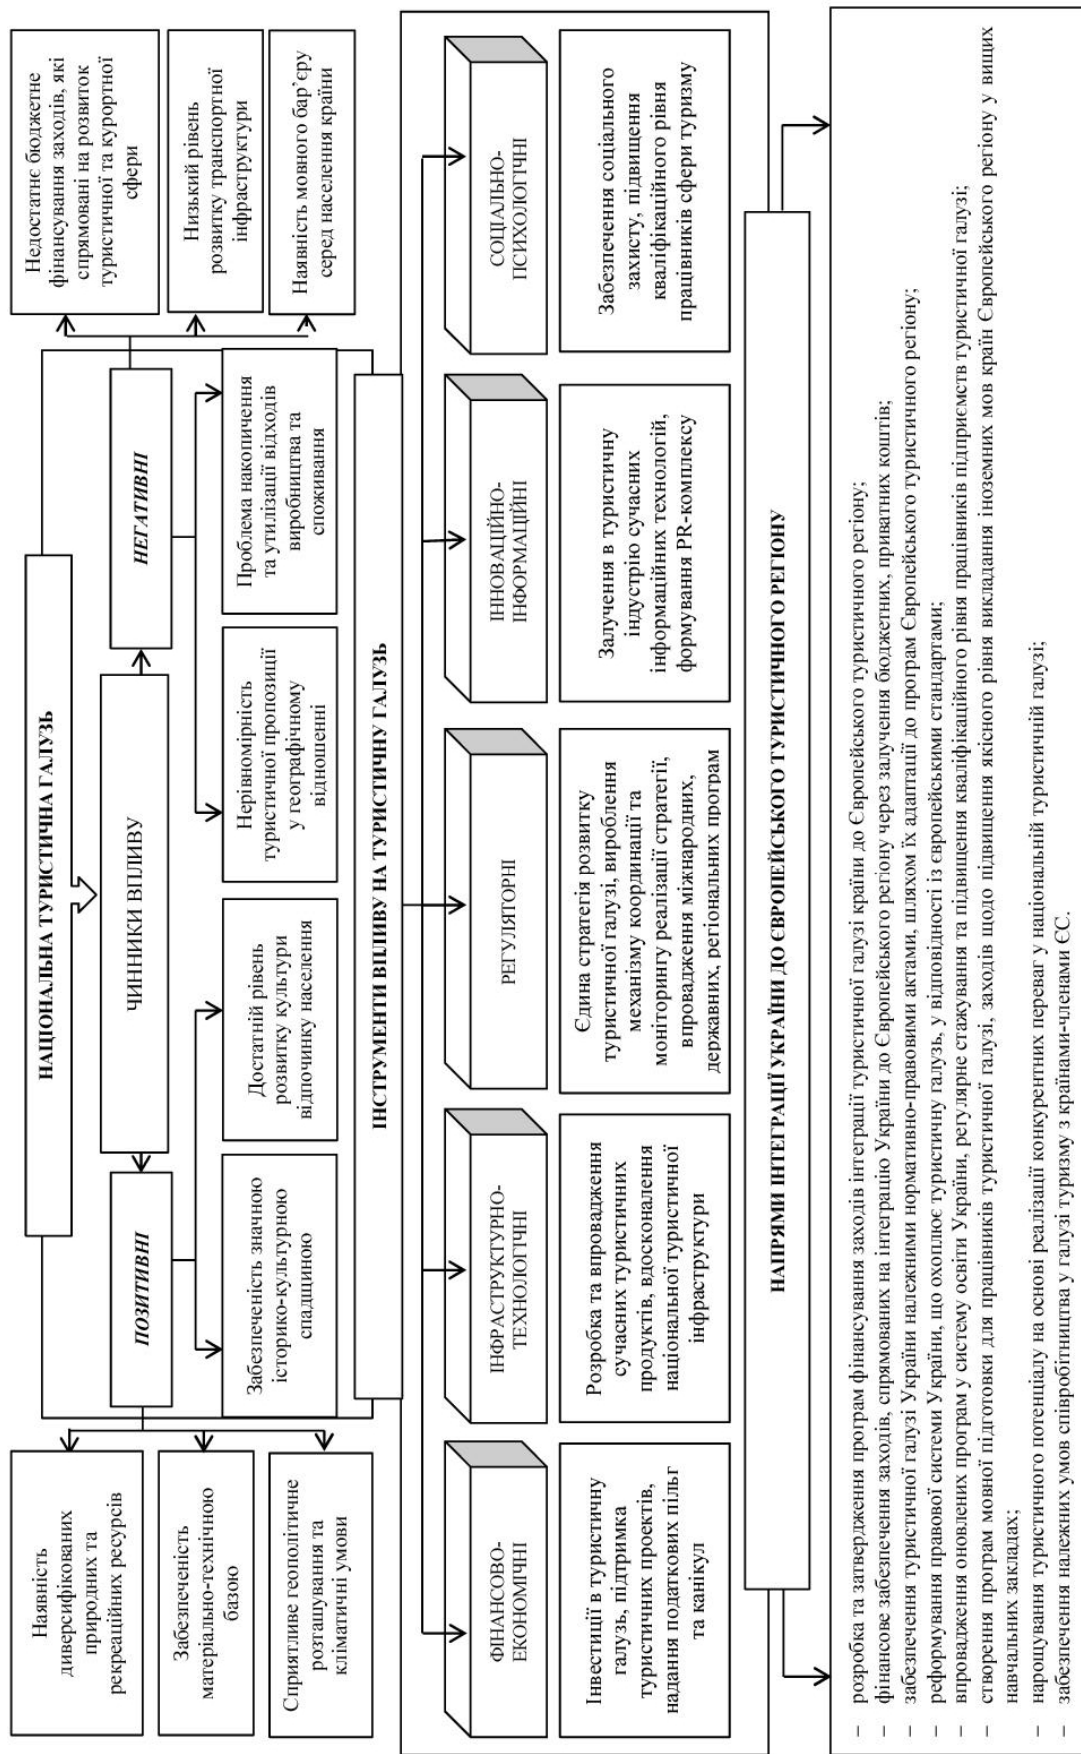 НАЦІОНАЛЬНА ТУРИСТИЧНА ГАЛУЗЬ
ЧИННИКИ ВПЛИВУ
ПОЗИТИВНІ
НЕГАТИВНІ
Наявність
диверсифікованих
природних та
рекреаційних ресурсів
Забезпеченість
матеріально-технічною
базою
Сприятливе геополітичне
розташування та
кліматичні умови
Забезпеченість значною
історико-культурною
спадщиною
Достатній рівень
розвитку культури
відпочинку населення
Нерівномірність
туристичної пропозиції
у географічному
відношенні
Проблема накопичення
та утилізації відходів
виробництва та
споживання
Недостатнє бюджетне
фінансування заходів, які
спрямовані на розвиток
туристичної та курортної
сфери
Низький рівень
розвитку транспортної
інфраструктури
Наявність мовного бар’єру
серед населення країни
ІНСТРУМЕНТИ ВПЛИВУ НА ТУРИСТИЧНУ ГАЛУЗЬ
ФІНАНСОВО-
ЕКОНОМІЧНІ
ІНФРАСТРУКТУРНО-
ТЕХНОЛОГІЧНІ
РЕГУЛЯТОРНІ
ІННОВАЦІЙНО-
ІНФОРМАЦІЙНІ
СОЦІАЛЬНО-
ПСИХОЛОГІЧНІ
Інвестиції в туристичну
галузь, підтримка
туристичних проектів,
надання податкових пільг
та канікул
Розробка та впровадження
сучасних туристичних
продуктів, вдосконалення
національної туристичної
інфраструктури
Єдина стратегія розвитку
туристичної галузі, вироблення
механізму координації та
моніторингу реалізації стратегії,
впровадження міжнародних,
державних, регіональних програм
Залучення в туристичну
індустрію сучасних
інформаційних технологій,
формування PR-комплексу
Забезпечення соціального
захисту, підвищення
кваліфікаційного рівня
працівників сфери туризму
НАПРЯМИ ІНТЕГРАЦІЇ УКРАЇНИ ДО ЄВРОПЕЙСЬКОГО ТУРИСТИЧНОГО РЕГІОНУ
– розробка та затвердження програм фінансування заходів інтеграції туристичної галузі країни до Європейського туристичного регіону;
– фінансове забезпечення заходів, спрямованих на інтеграцію України до Європейського регіону через залучення бюджетних, приватних коштів;
– забезпечення туристичної галузі України належними нормативно-правовими актами, шляхом їх адаптації до програм Європейського туристичного регіону;
– реформування правової системи України, що охоплює туристичну галузь, у відповідності із європейськими стандартами;
– впровадження оновлених програм у систему освіти України, регулярне стажування та підвищення кваліфікаційного рівня працівників підприємств туристичної галузі;
– створення програм мовної підготовки для працівників туристичної галузі, заходів щодо підвищення якісного рівня викладання іноземних мов країн Європейського регіону у вищих
навчальних закладах;
– нарощування туристичного потенціалу на основі реалізації конкурентних переваг у національній туристичній галузі;
– забезпечення належних умов співробітництва у галузі туризму з країнами-членами ЄС.